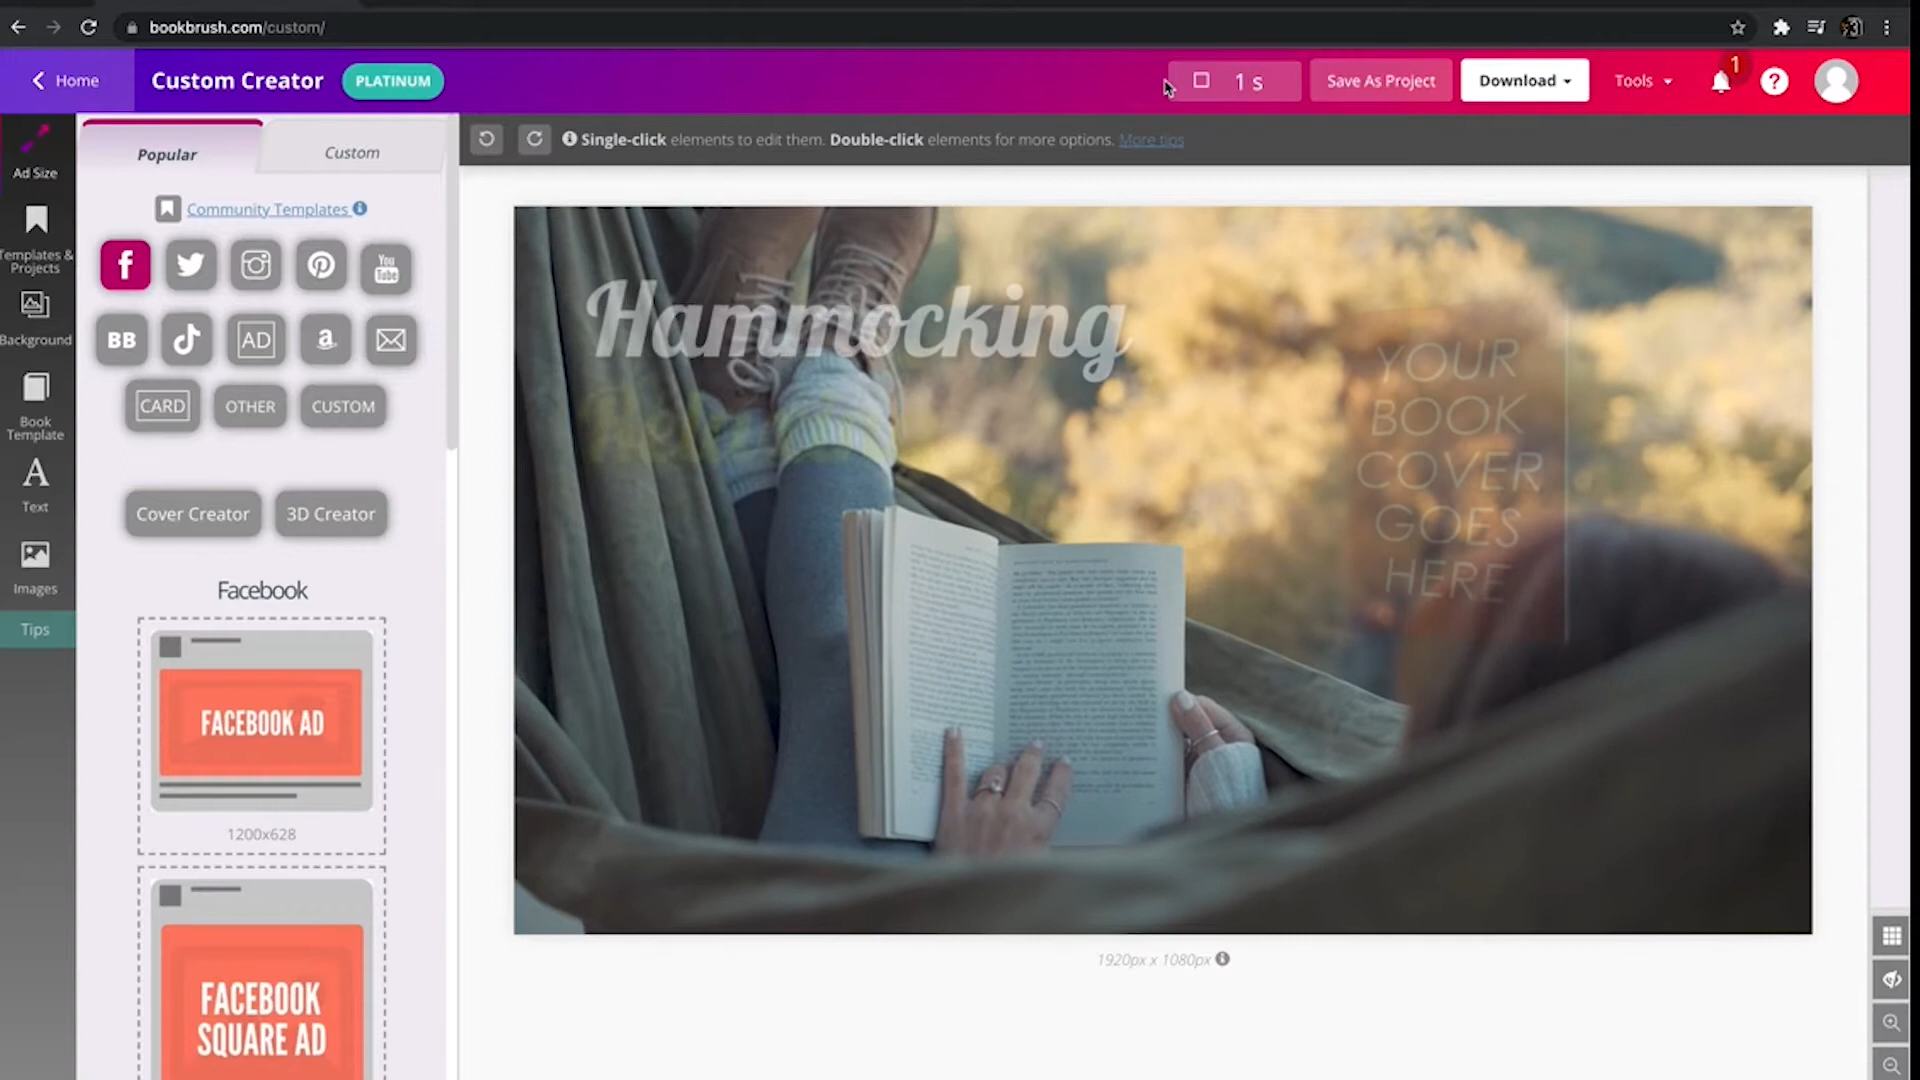 bookbrush.com/custom/
Home
Custom Creator
PLATINUM
1 s
Save As Project
Download
Tools
1
?
Popular
Custom
Single-click elements to edit them. Double-click elements for more options. More tips
Ad Size
Templates &
Projects
Background
Book
Template
A
Text
Images
Tips
Community Templates
f
You
Tube
BB
AD
a
CARD
OTHER
CUSTOM
Cover Creator
3D Creator
Facebook
FACEBOOK AD
1200x628
FACEBOOK
SQUARE AD
Hammocking
YOUR
BOOK
COVER
GOES
HERE
1920px x 1080px